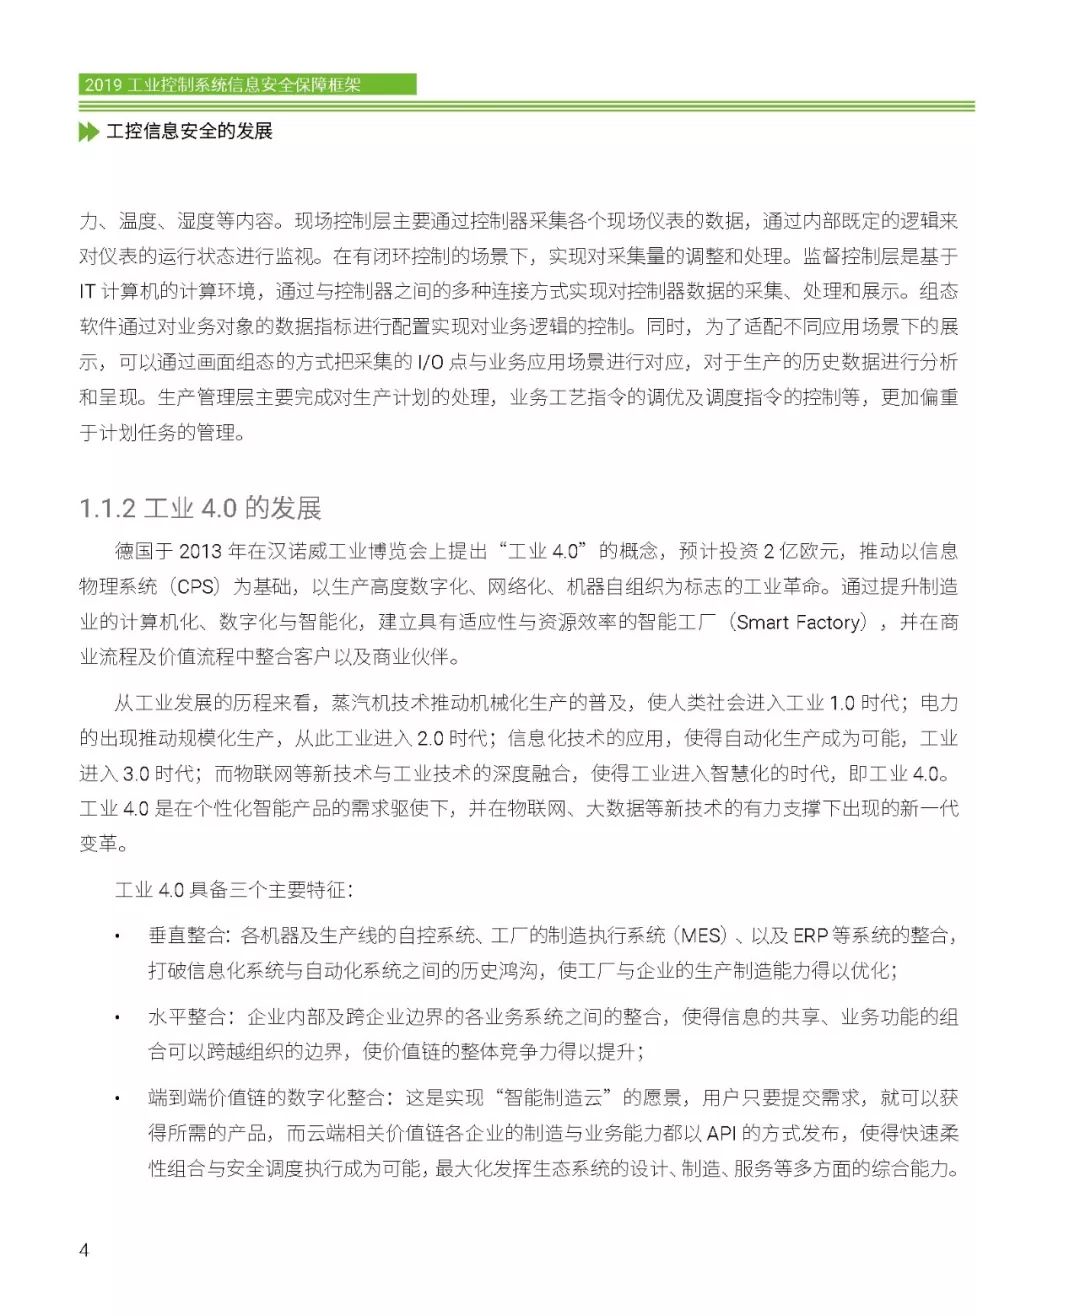 2019 工业控制系统信息安全保障框架
工控信息安全的发展
力、温度、湿度等内容。现场控制层主要通过控制器采集各个现场仪表的数据，通过内部既定的逻辑来
对仪表的运行状态进行监视。在有闭环控制的场景下，实现对采集量的调整和处理。监督控制层是基于
IT 计算机的计算环境，通过与控制器之间的多种连接方式实现对控制器数据的采集、处理和展示。组态
软件通过对业务对象的数据指标进行配置实现对业务逻辑的控制。同时，为了适配不同应用场景下的展
示，可以通过画面组态的方式把采集的 I/O 点与业务应用场景进行对应，对于生产的历史数据进行分析
和呈现。生产管理层主要完成对生产计划的处理，业务工艺指令的调优及调度指令的控制等，更加偏重
于计划任务的管理。
1.1.2 工业 4.0 的发展
德国于 2013 年在汉诺威工业博览会上提出“工业 4.0”的概念，预计投资 2 亿欧元，推动以信息
物理系统（CPS）为基础，以生产高度数字化、网络化、机器自组织为标志的工业革命。通过提升制造
业的计算机化、数字化与智能化，建立具有适应性与资源效率的智能工厂（Smart Factory），并在商
业流程及价值流程中整合客户以及商业伙伴。
从工业发展的历程来看，蒸汽机技术推动机械化生产的普及，使人类社会进入工业 1.0 时代；电力
的出现推动规模化生产，从此工业进入 2.0 时代；信息化技术的应用，使得自动化生产成为可能，工业
进入 3.0 时代；而物联网等新技术与工业技术的深度融合，使得工业进入智慧化的时代，即工业 4.0。
工业 4.0 是在个性化智能产品的需求驱使下，并在物联网、大数据等新技术的有力支撑下出现的新一代
变革。
工业 4.0 具备三个主要特征：
• 垂直整合：各机器及生产线的自控系统、工厂的制造执行系统（MES）、以及 ERP 等系统的整合，
打破信息化系统与自动化系统之间的历史鸿沟，使工厂与企业的生产制造能力得以优化；
• 水平整合：企业内部及跨企业边界的各业务系统之间的整合，使得信息的共享、业务功能的组
合可以跨越组织的边界，使价值链的整体竞争力得以提升；
• 端到端价值链的数字化整合：这是实现“智能制造云”的愿景，用户只要提交需求，就可以获
得所需的产品，而云端相关价值链各企业的制造与业务能力都以 API 的方式发布，使得快速柔
性组合与安全调度执行成为可能，最大化发挥生态系统的设计、制造、服务等多方面的综合能力。
4